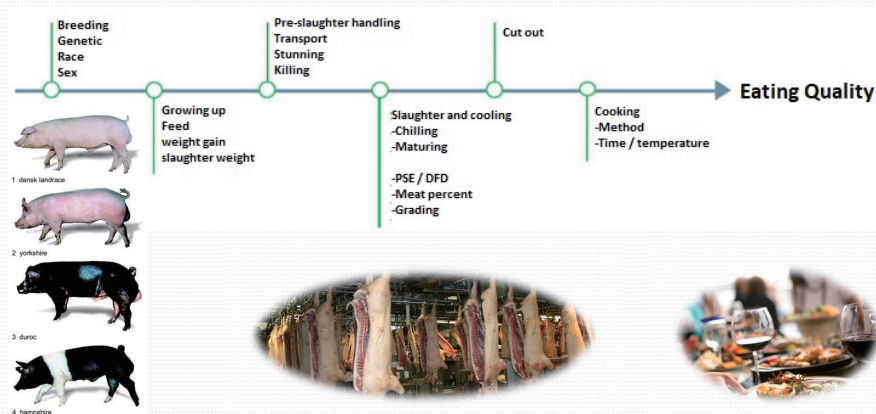 Breeding
Genetic
Race
Sex
Growing up
Feed
weight gain
slaughter weight
Pre-slaughter handling
Transport
Stunning
Killing
Slaughter and cooling
-Chilling
-Maturing
-PSE / DFD
-Meat percent
-Grading
Cut out
Cooking
-Method
-Time / temperature
Eating Quality
1 dansk landrace
2 yorkshire
3 duroc
4 hampshire